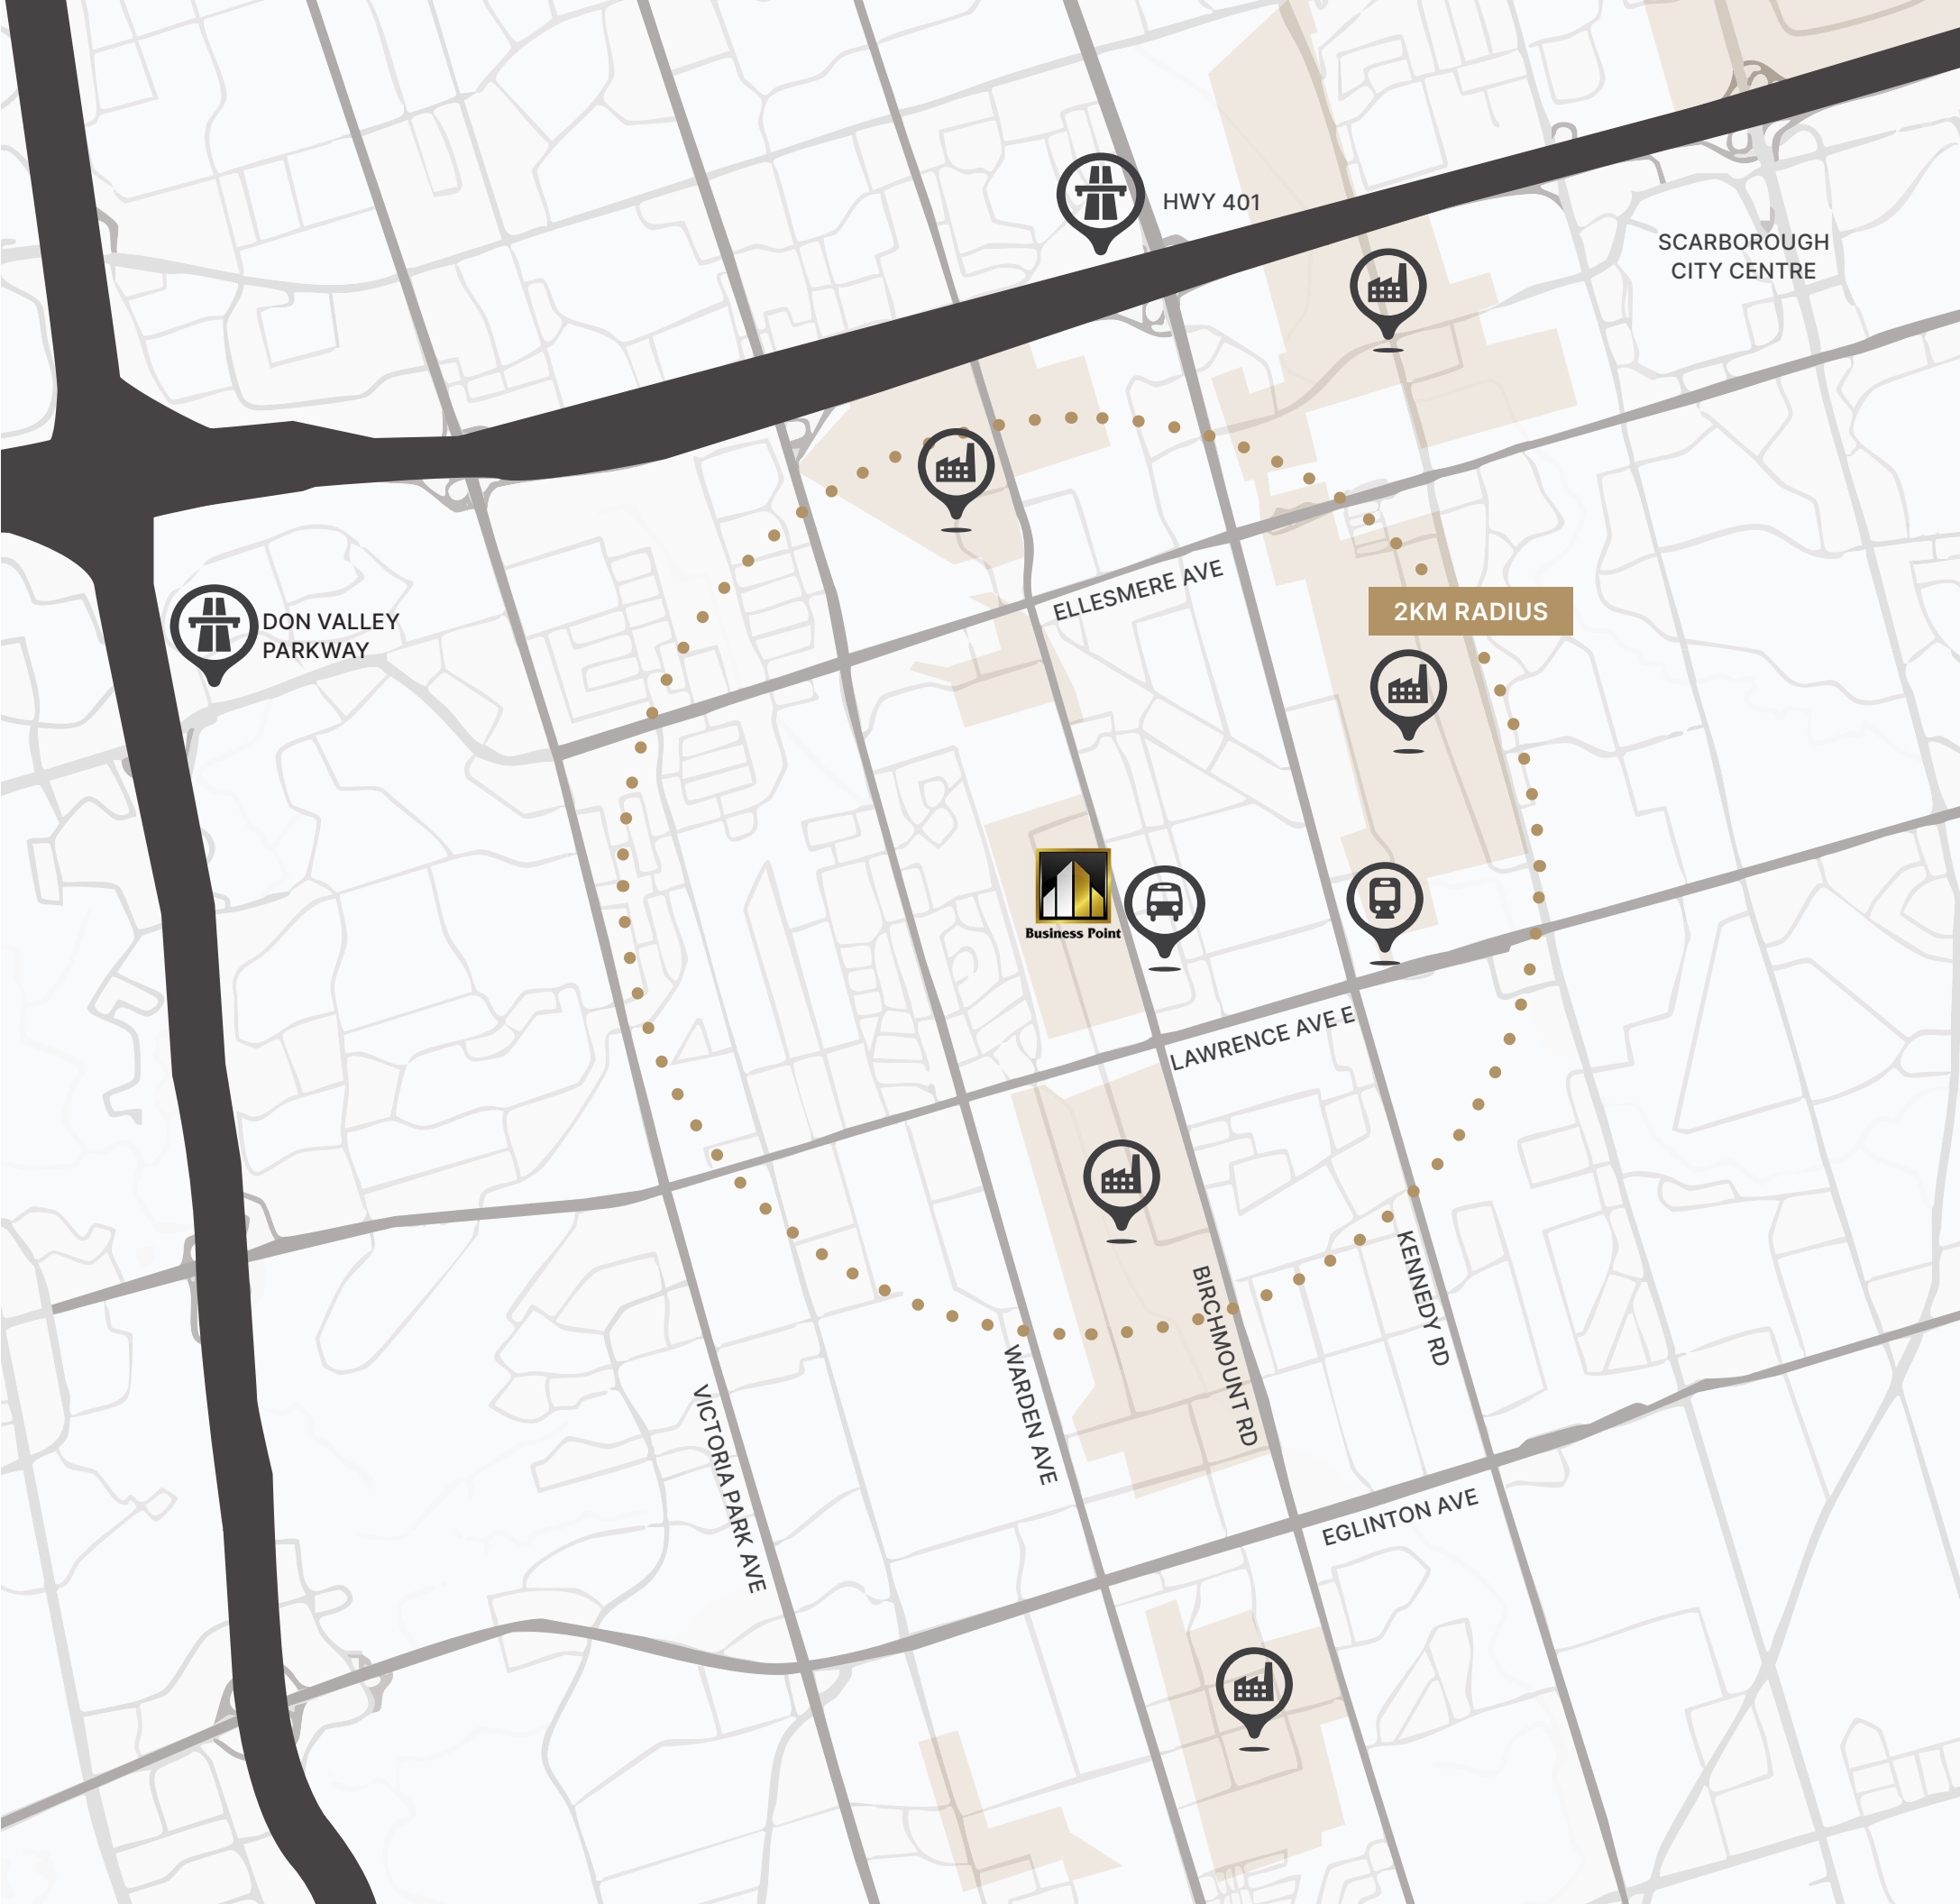 HWY 401
SCARBOROUGH
CITY CENTRE
ELLESMERE AVE
2KM RADIUS
DON VALLEY
PARKWAY
Business Point
LAWRENCE AVE E
KENNEDY RD
BIRCHMOUNT RD
WARDEN AVE
VICTORIA PARK AVE
EGLINTON AVE